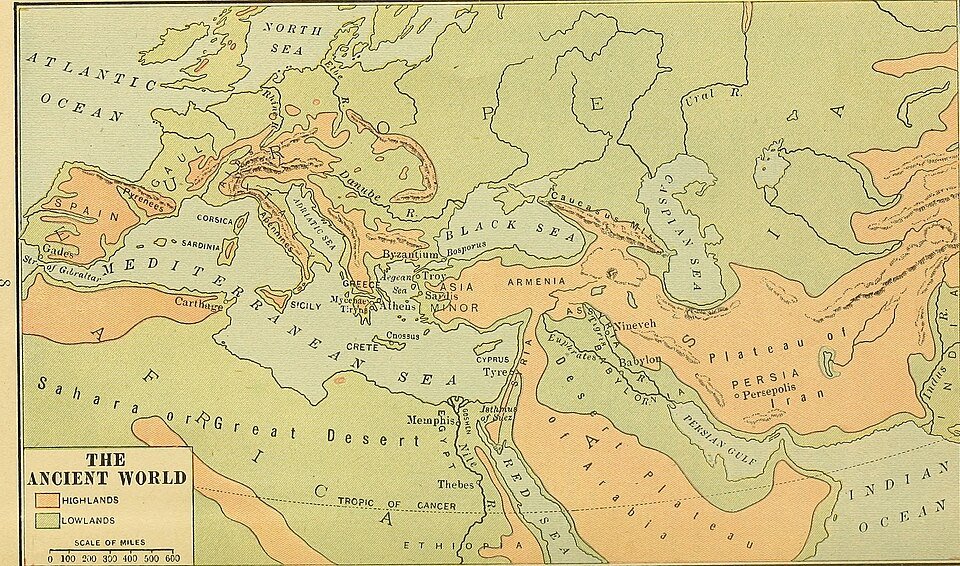 NORTH
SEA
ATLANTIC
OCEAN
Elbe
R.
Rhine R.
EUROPE
Ural R.
ASIA
GAUL
Danube
R.
Pyrenees
SPAIN
CORSICA
ADRIATIC SEA
Apennines
SARDINIA
BLACK SEA
Caucasus Mts.
CASPIAN SEA
Bosporus
Byzantium
Gades
Str. of Gibraltar
MEDITERRANEAN SEA
Aegean
Sea
Troy
ASIA
MINOR
ARMENIA
GREECE
Sardis
Mycenae
Tiryns
Athens
Carthage
SICILY
Cnossus
CRETE
CYPRUS
Tyre
SYRIA
ASSYRIA
Tigris
Nineveh
Euphrates
Babylon
BABYLONIA
Plateau of
PERSIA
Persepolis
Iran
Indus R.
INDIA
AFRICA
Sahara or Great Desert
Memphis
GOSHEN
Isthmus
of Suez
EGYPT
Nile
R.
Thebes
RED SEA
Desert Plateau
of Arabia
PERSIAN GULF
INDIAN
OCEAN
TROPIC OF CANCER
ETHIOPIA
THE
ANCIENT WORLD
HIGHLANDS
LOWLANDS
SCALE OF MILES
0 100 200 300 400 500 600
8